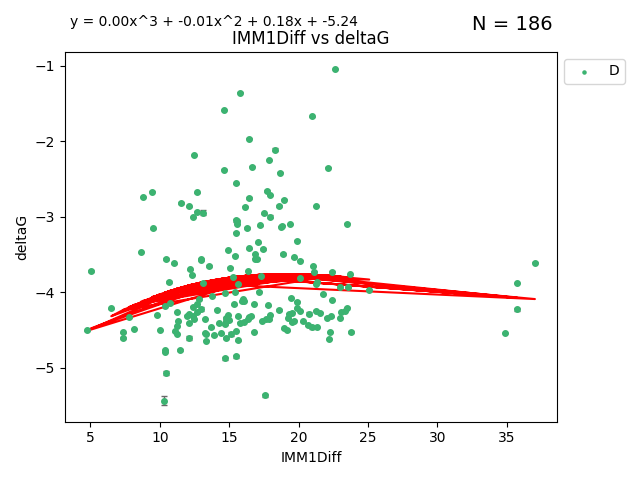 y = 0.00x^3 + -0.01x^2 + 0.18x + -5.24
N = 186
IMM1Diff vs deltaG
D
−1
−2
−3
−4
−5
deltaG
5 10 15 20 25 30 35
IMM1Diff